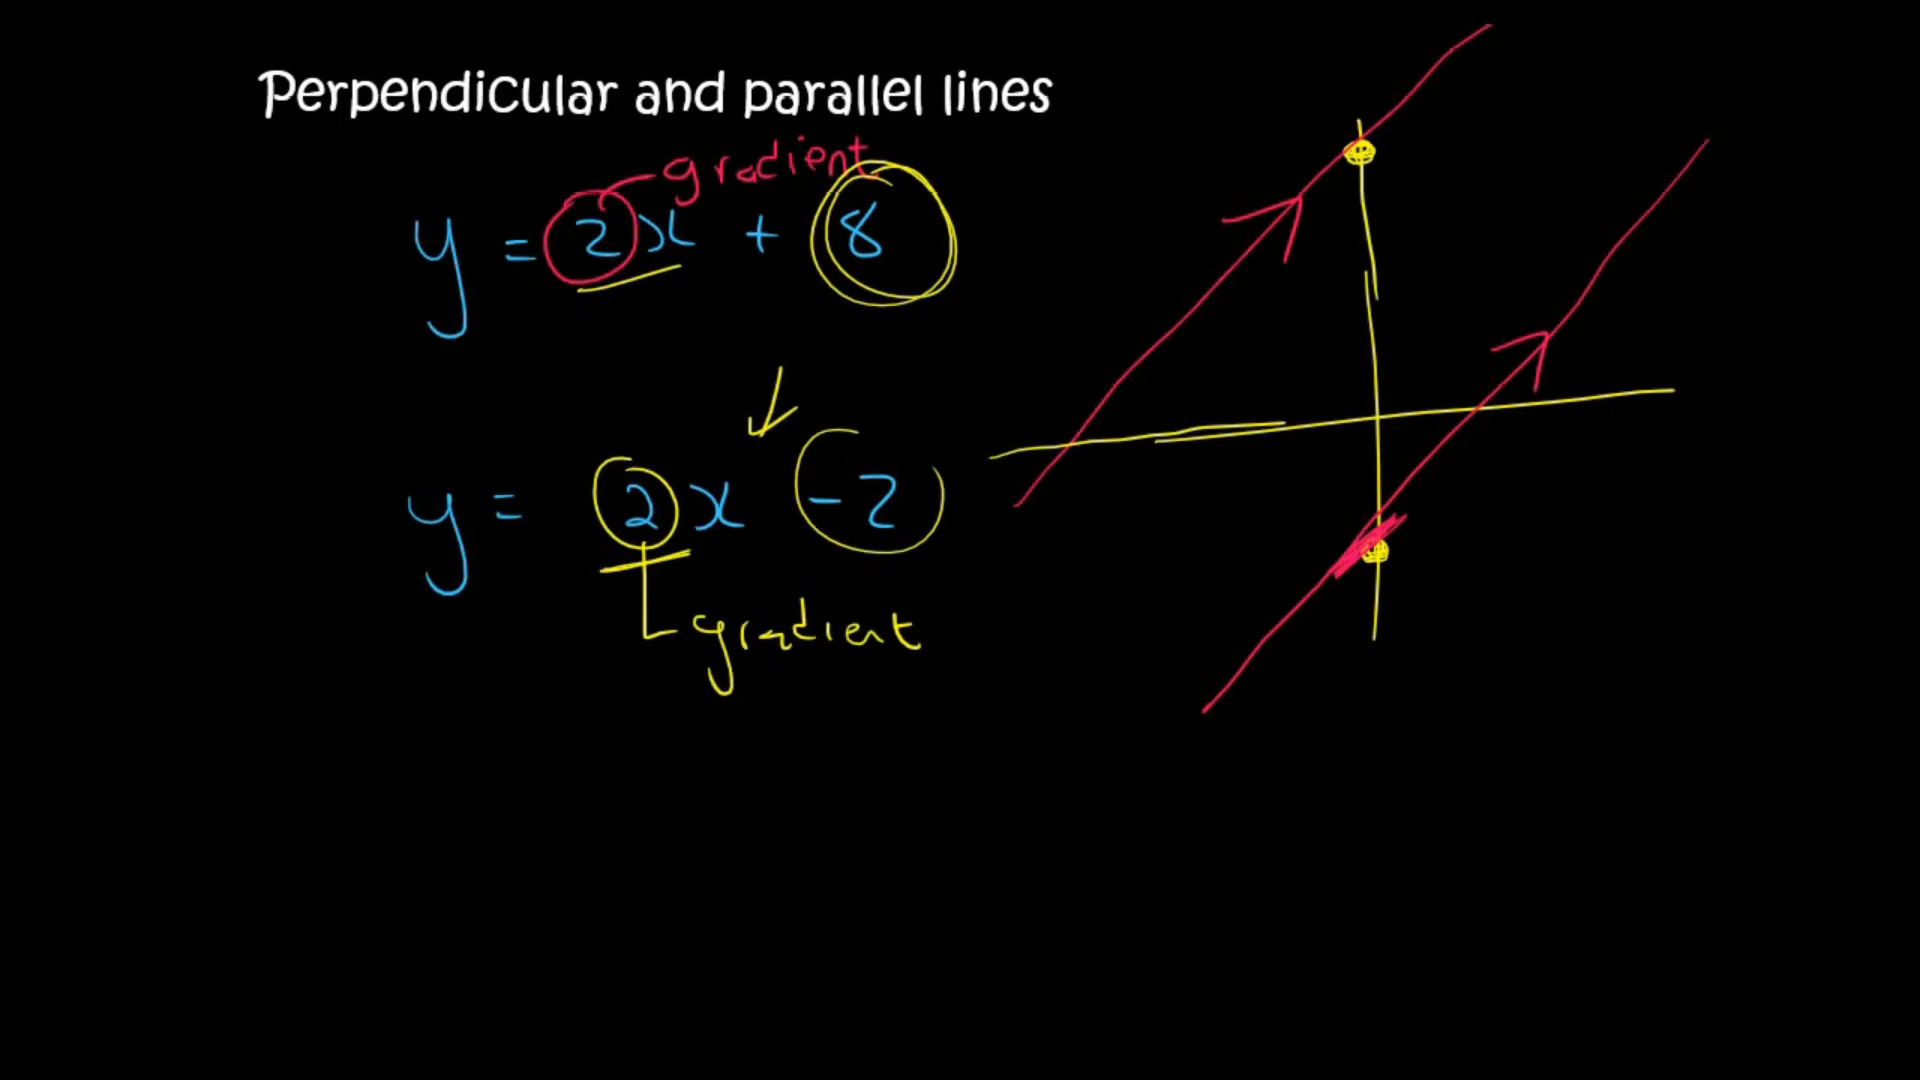 Perpendicular and parallel lines
gradient
y = 2x + 8
y = 2x -2
gradient